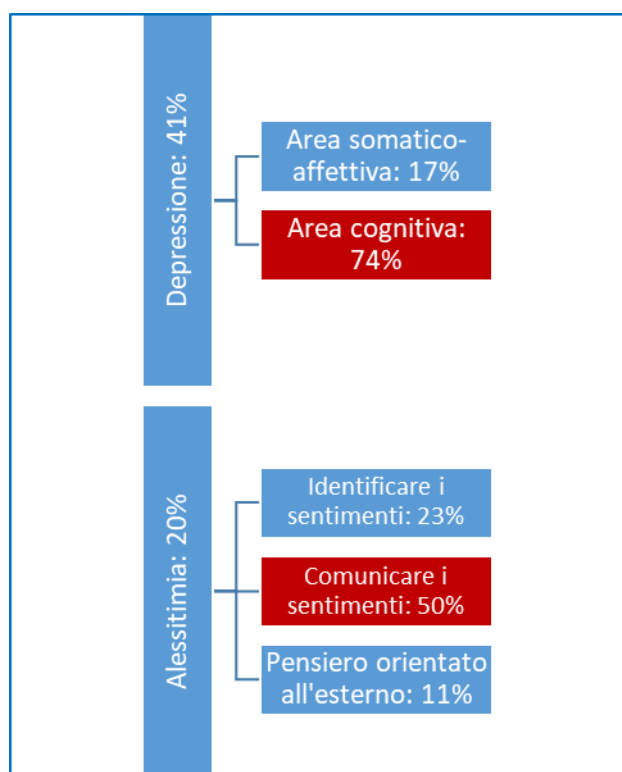 Depressione: 41%
Area somatico-
affettiva: 17%
Area cognitiva:
74%
Alessitimia: 20%
Identificare i
sentimenti: 23%
Comunicare i
sentimenti: 50%
Pensiero orientato
all'esterno: 11%